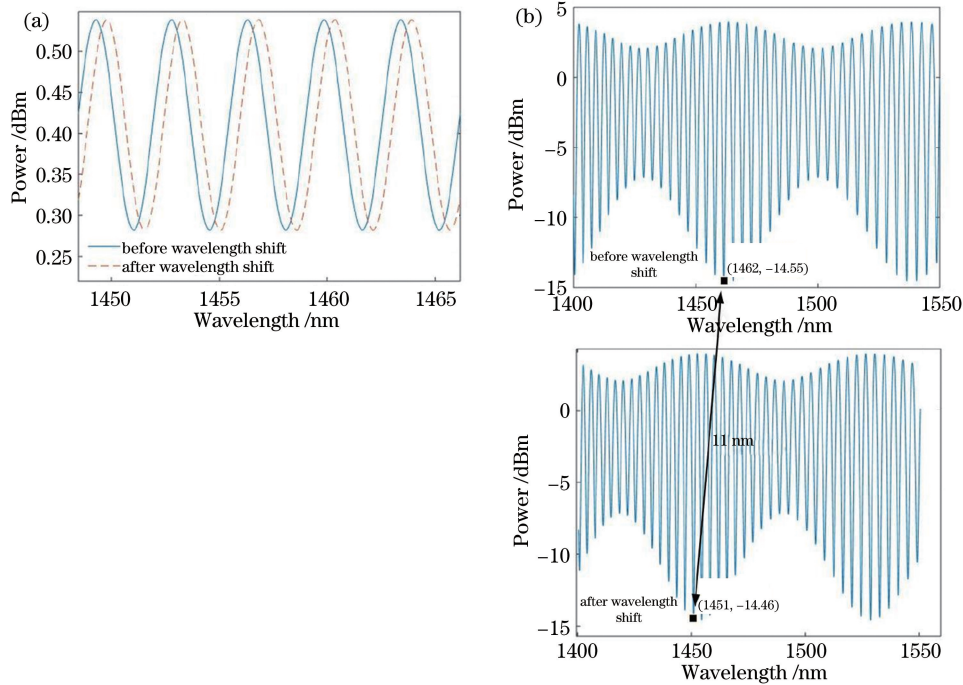 (a)
Power /dBm
0.50
0.45
0.40
0.35
0.30
0.25
before wavelength shift
after wavelength shift
1450
1455
1460
1465
Wavelength /nm
(b)
Power /dBm
5
0
−5
−10
−15
before wavelength
shift
(1462, −14.55)
1400
1450
1500
1550
Wavelength /nm
11 nm
Power /dBm
0
−5
−10
−15
after wavelength
shift
(1451, −14.46)
1400
1450
1500
1550
Wavelength /nm